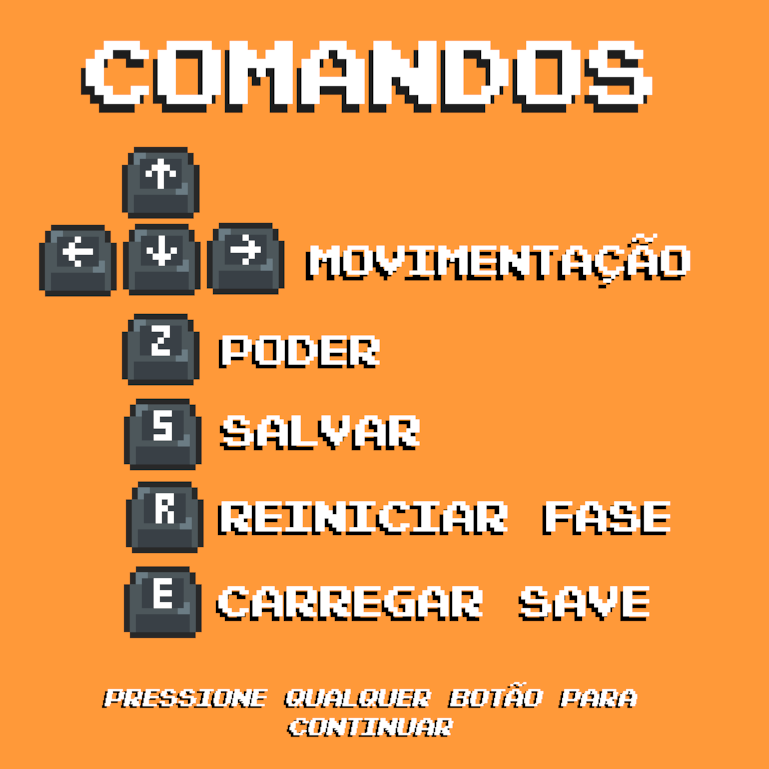 COMANDOS
↑
← ↓ → MOVIMENTAÇÃO
Z PODER
S SALVAR
R REINICIAR FASE
E CARREGAR SAVE
PRESSIONE QUALQUER BOTÃO PARA
CONTINUAR